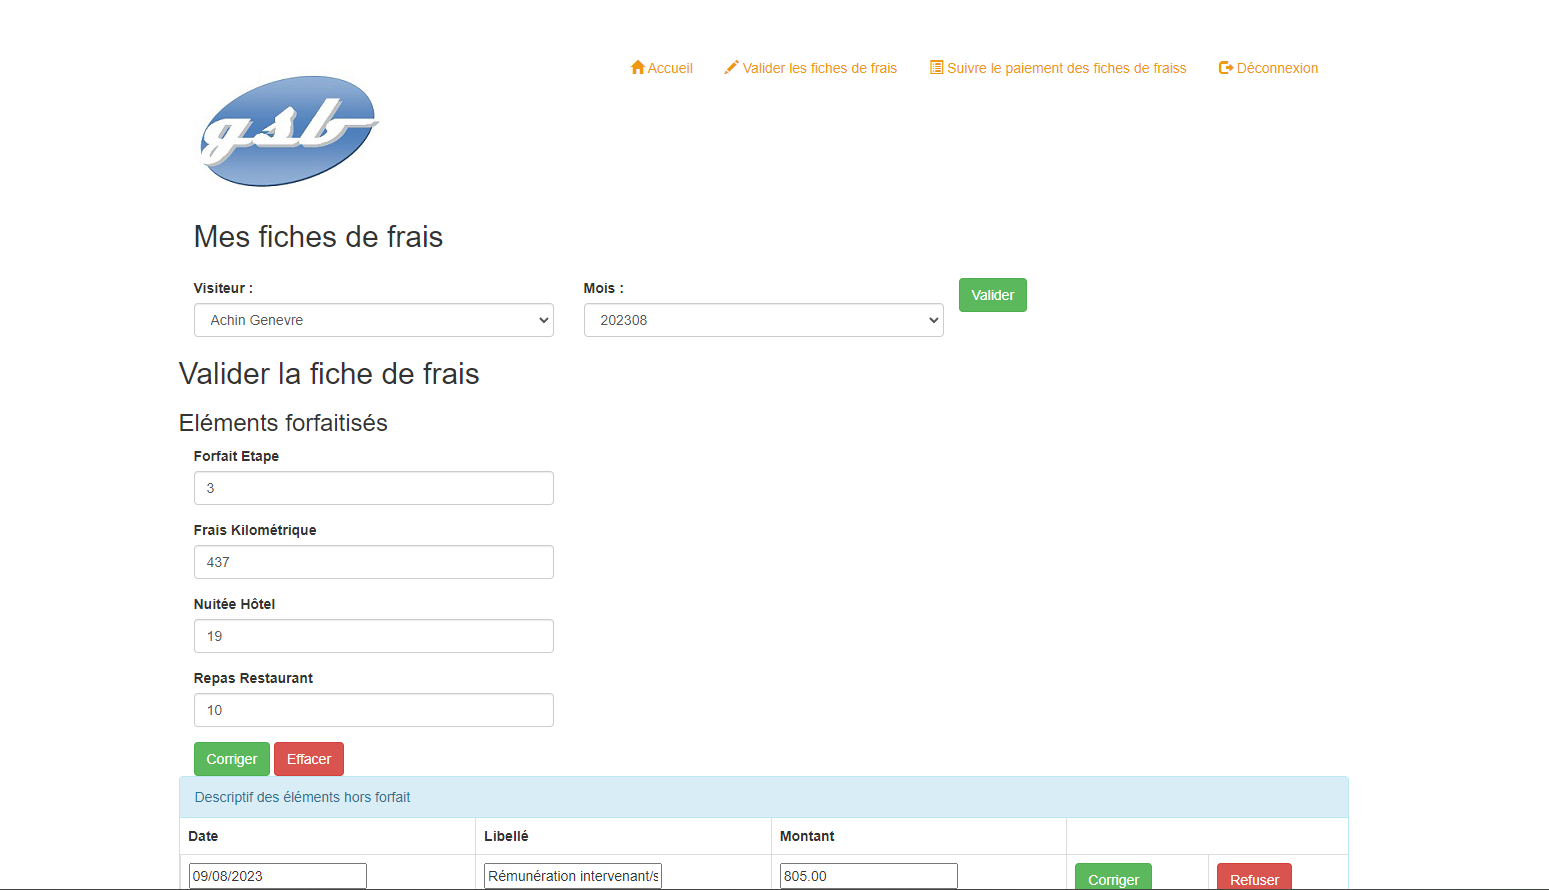 Accueil Valider les fiches de frais Suivre le paiement des fiches de fraiss Déconnexion
gsb
Mes fiches de frais
Visiteur : Mois : Valider
Achin Genevre 202308
Valider la fiche de frais
Eléments forfaitisés
Forfait Etape
3
Frais Kilométrique
437
Nuitée Hôtel
19
Repas Restaurant
10
Corriger Effacer
Descriptif des éléments hors forfait
Date Libellé Montant
09/08/2023 Rémunération intervenant/s 805.00 Corriger Refuser